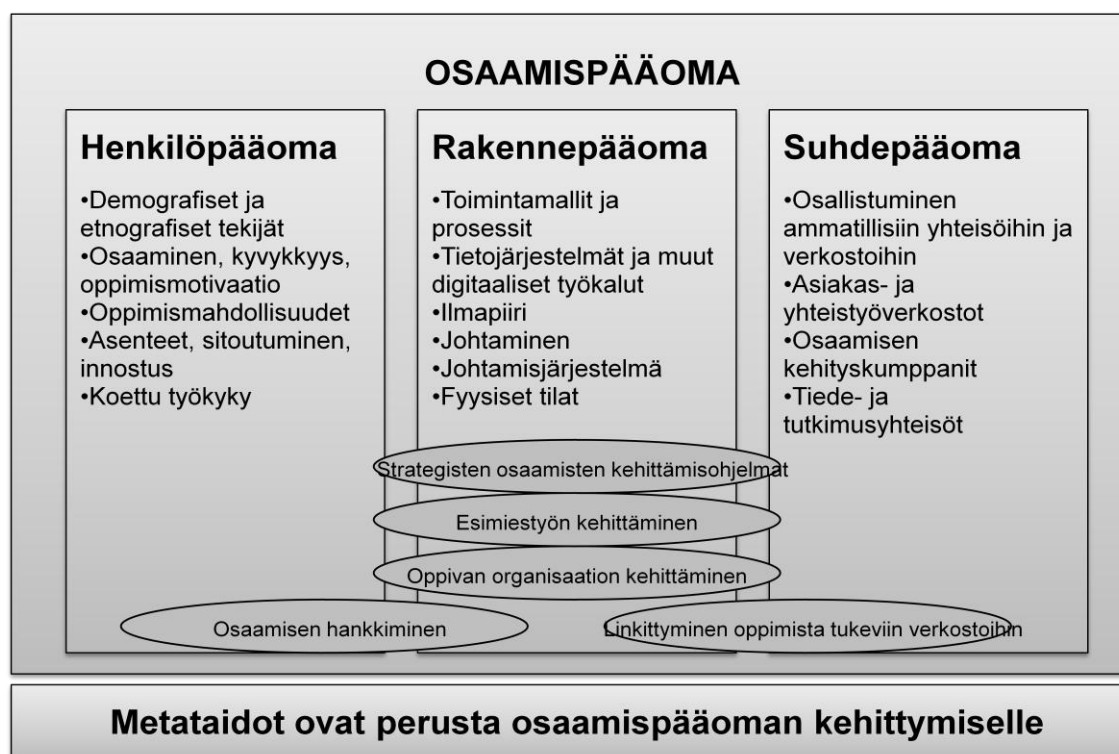 OSAAMISPÄÄOMA
Henkilöpääoma
•Demografiset ja
etnografiset tekijät
•Osaaminen, kyvykkyys,
oppimismotivaatio
•Oppimismahdollisuudet
•Asenteet, sitoutuminen,
innostus
•Koettu työkyky
Rakennepääoma
•Toimintamallit ja
prosessit
•Tietojärjestelmät ja muut
digitaaliset työkalut
•Ilmapiiri
•Johtaminen
•Johtamisjärjestelmä
•Fyysiset tilat
Suhdepääoma
•Osallistuminen
ammatillisiin yhteisöihin ja
verkostoihin
•Asiakas- ja
yhteistyöverkostot
•Osaamisen
kehityskumppanit
•Tiede- ja
tutkimusyhteisöt
Strategisten osaamisten kehittämisohjelmat
Esimiestyön kehittäminen
Oppivan organisaation kehittäminen
Osaamisen hankkiminen
Linkittyminen oppimista tukeviin verkostoihin
Metataidot ovat perusta osaamispääoman kehittymiselle